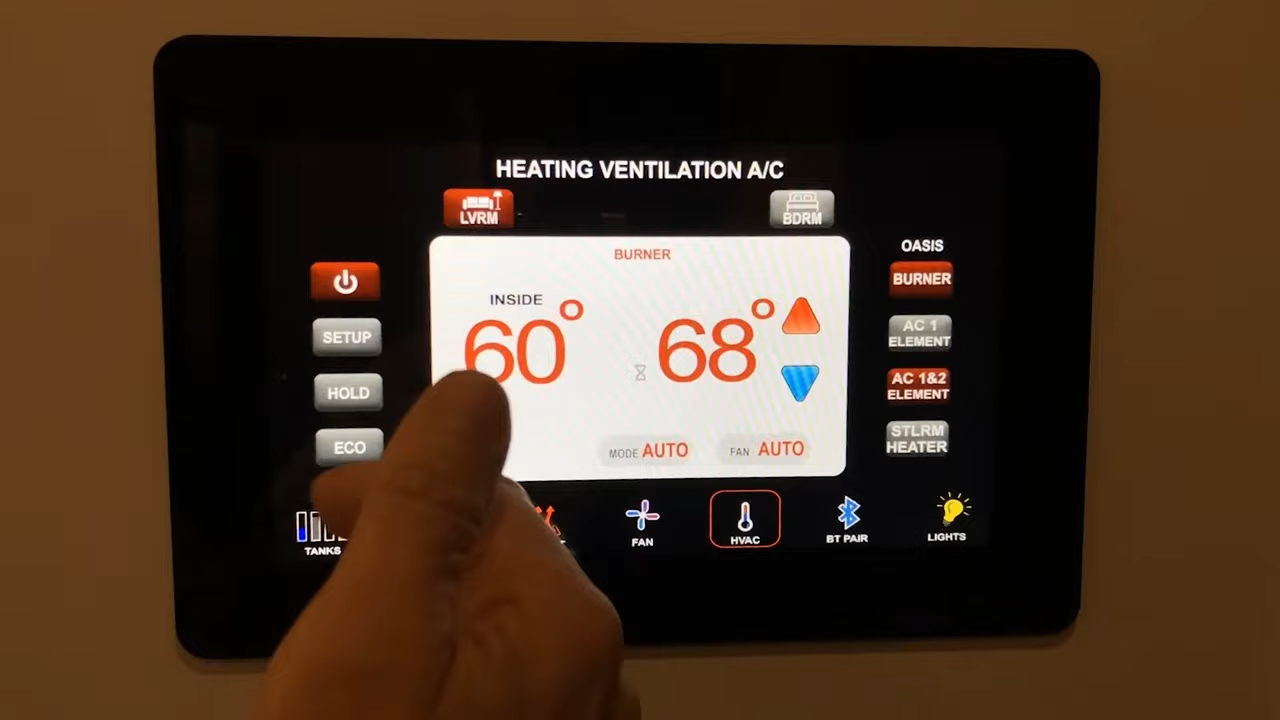 HEATING VENTILATION A/C
LVRM
BDRM
BURNER
OASIS
SETUP
HOLD
ECO
INSIDE
60°
68°
MODE AUTO
FAN AUTO
BURNER
AC 1
ELEMENT
AC 1&2
ELEMENT
STLRM
HEATER
TANKS
FAN
HVAC
BT PAIR
LIGHTS